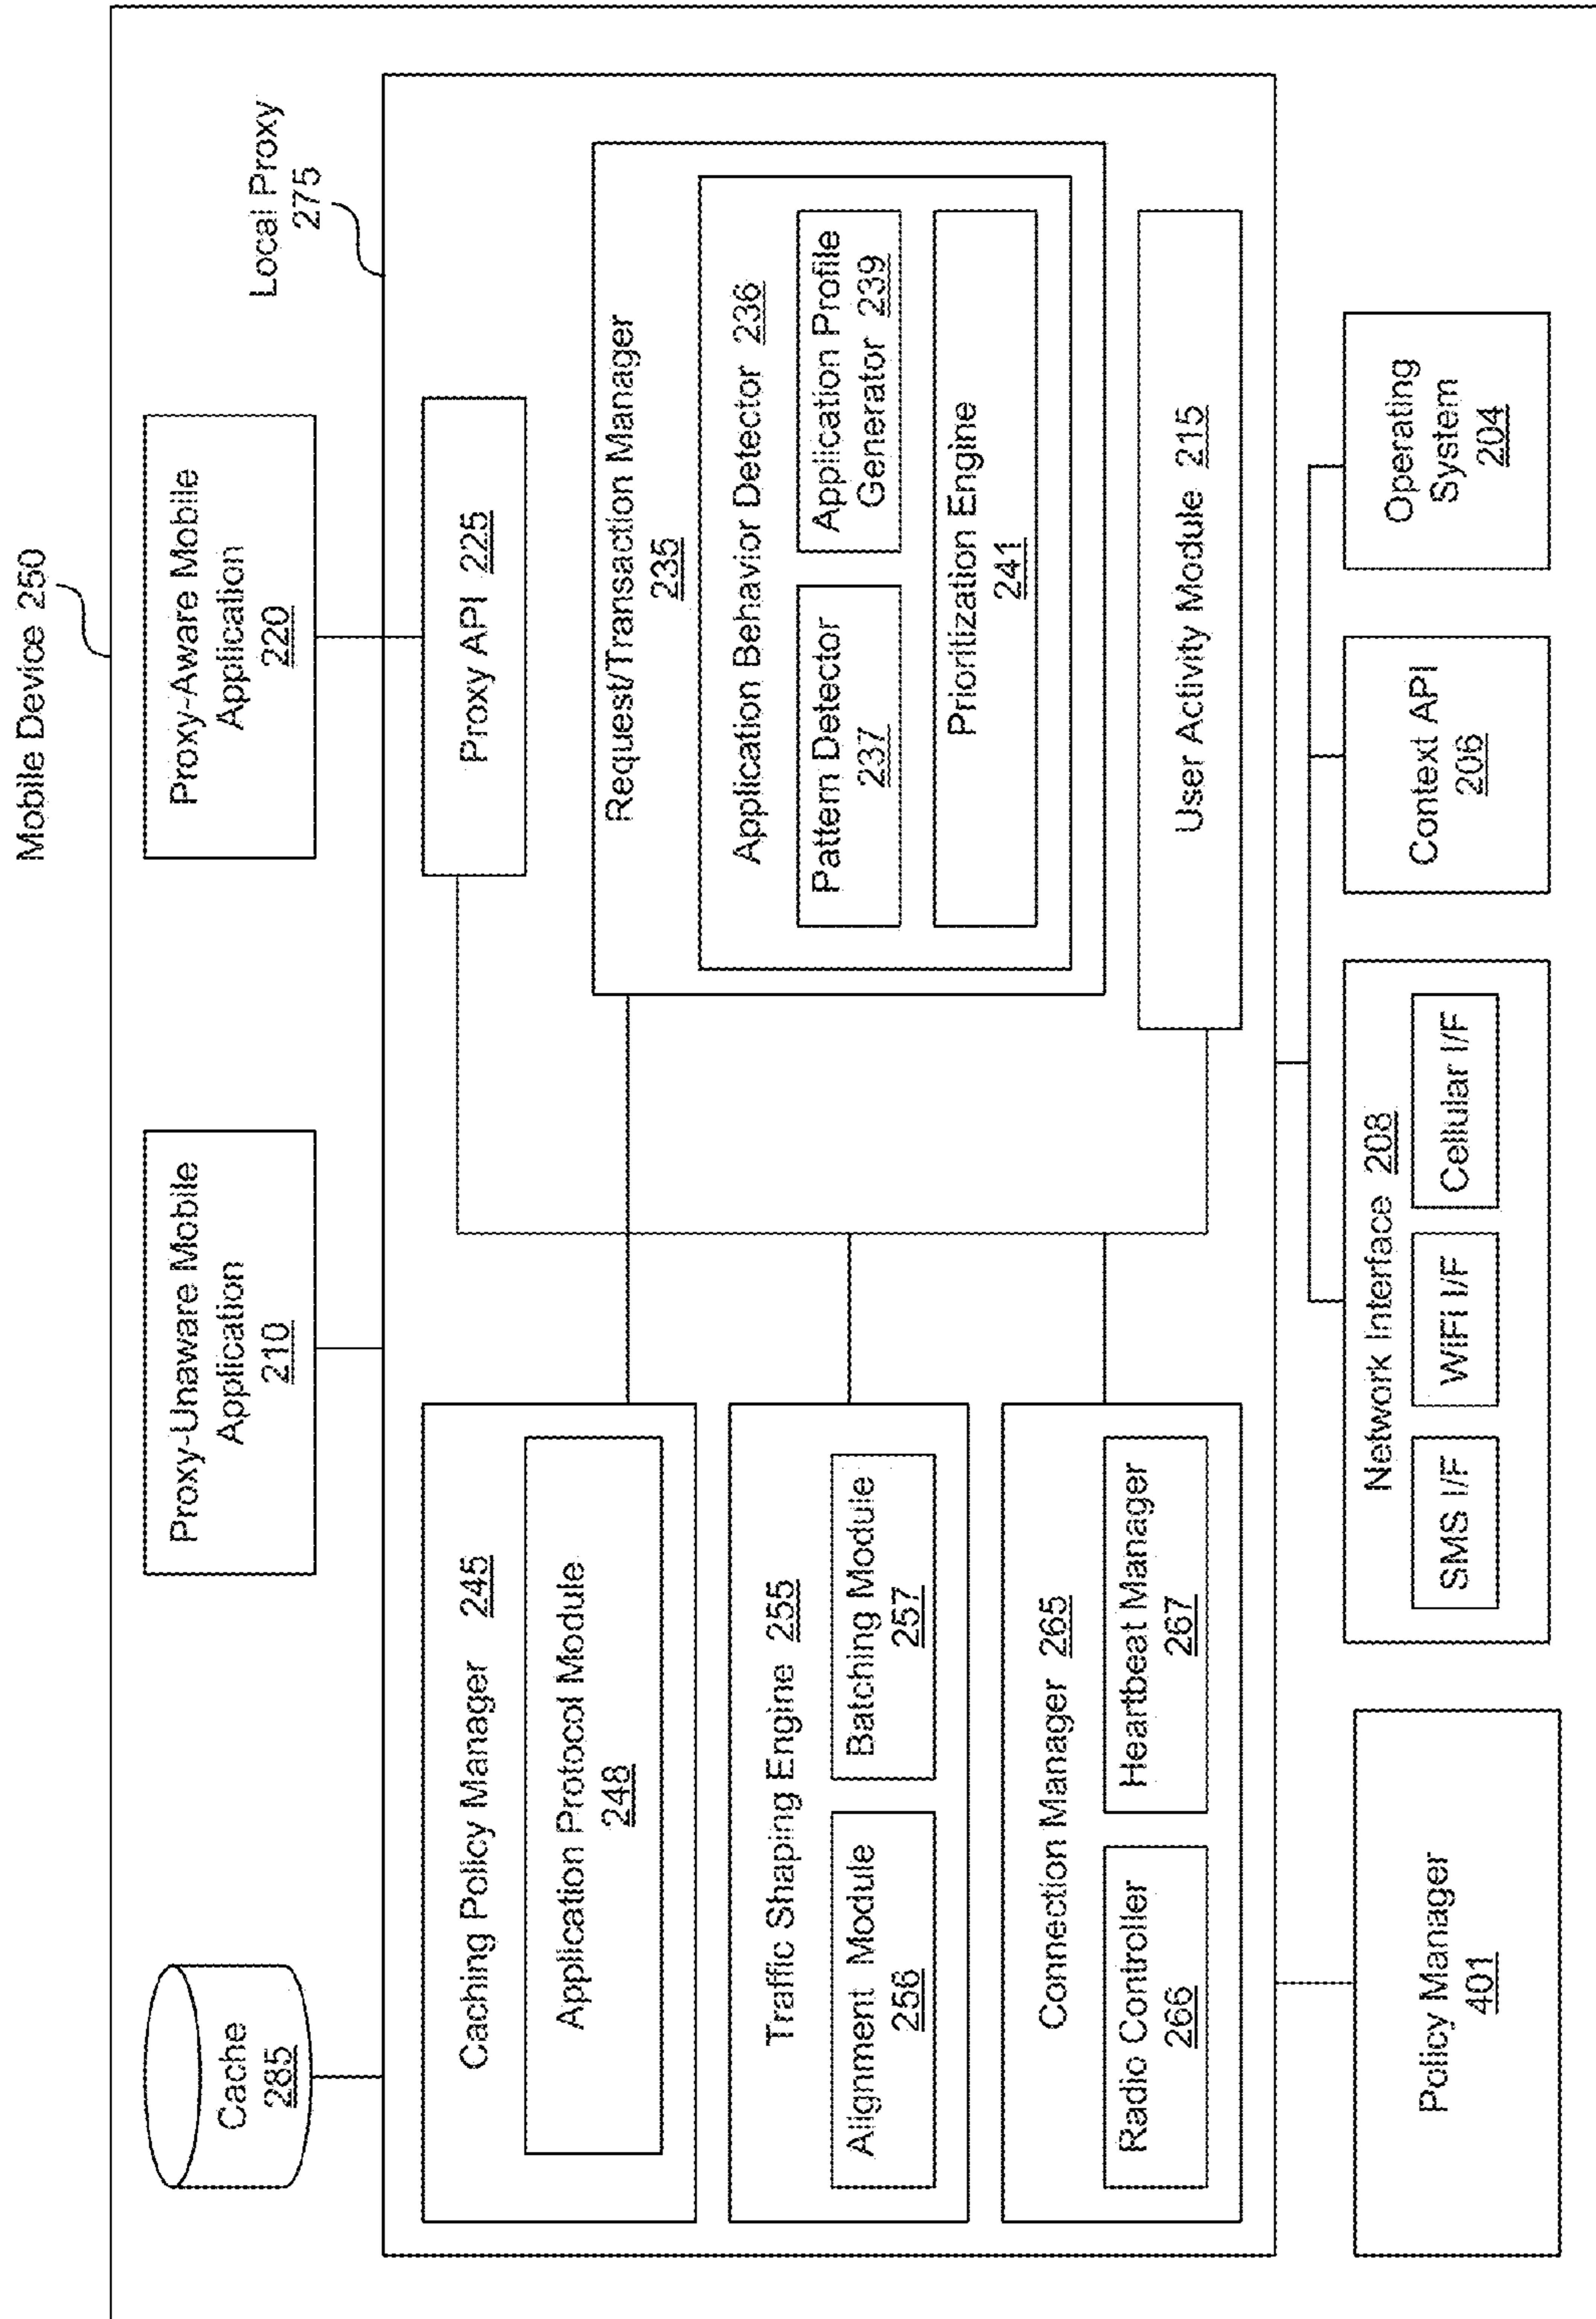 Mobile Device 250
Cache
285
Proxy-Unaware Mobile
Application
210
Proxy-Aware Mobile
Application
220
Local Proxy
275
Caching Policy Manager 245
Application Protocol Module
248
Traffic Shaping Engine 255
Alignment Module
256
Batching Module
257
Connection Manager 265
Radio Controller
266
Heartbeat Manager
267
Proxy API 225
Request/Transaction Manager
235
Application Behavior Detector 236
Pattern Detector
237
Application Profile
Generator 239
Prioritization Engine
241
User Activity Module 215
Policy Manager
401
Network Interface 208
SMS I/F
WiFi I/F
Cellular I/F
Context API
206
Operating
System
204